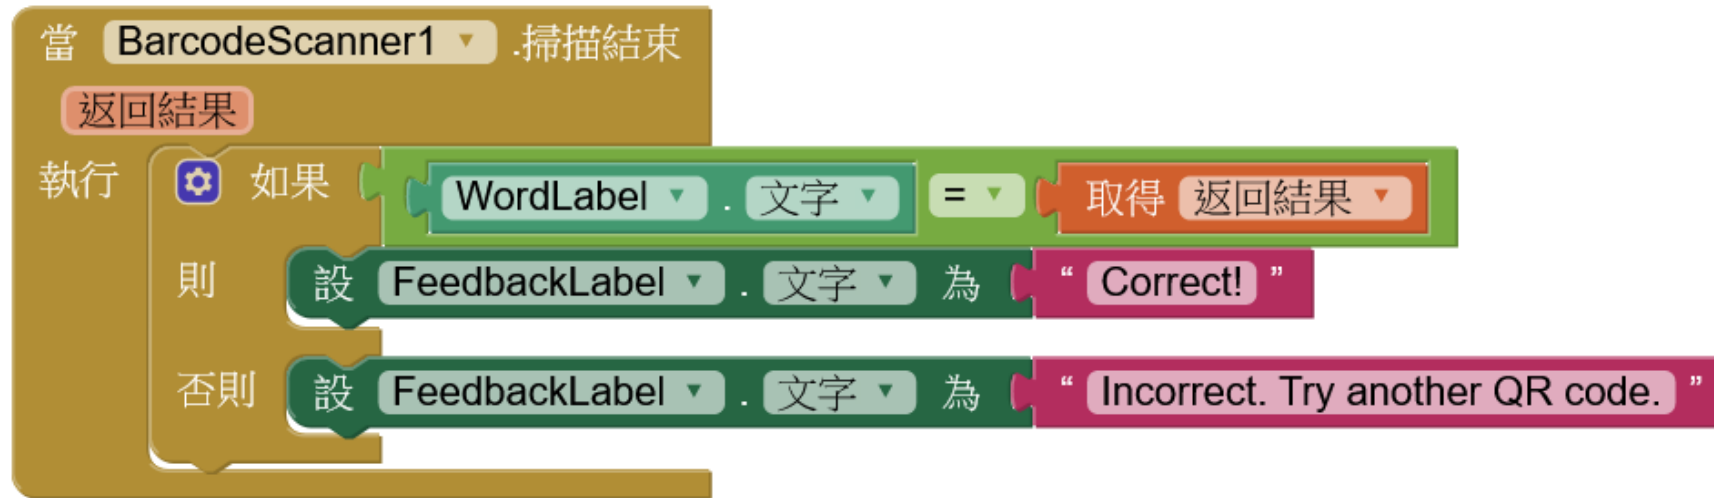 當 BarcodeScanner1 .掃描結束
返回結果
執行 如果 WordLabel . 文字 = 取得 返回結果
則 設 FeedbackLabel . 文字 為 “ Correct! ”
否則 設 FeedbackLabel . 文字 為 “ Incorrect. Try another QR code. ”